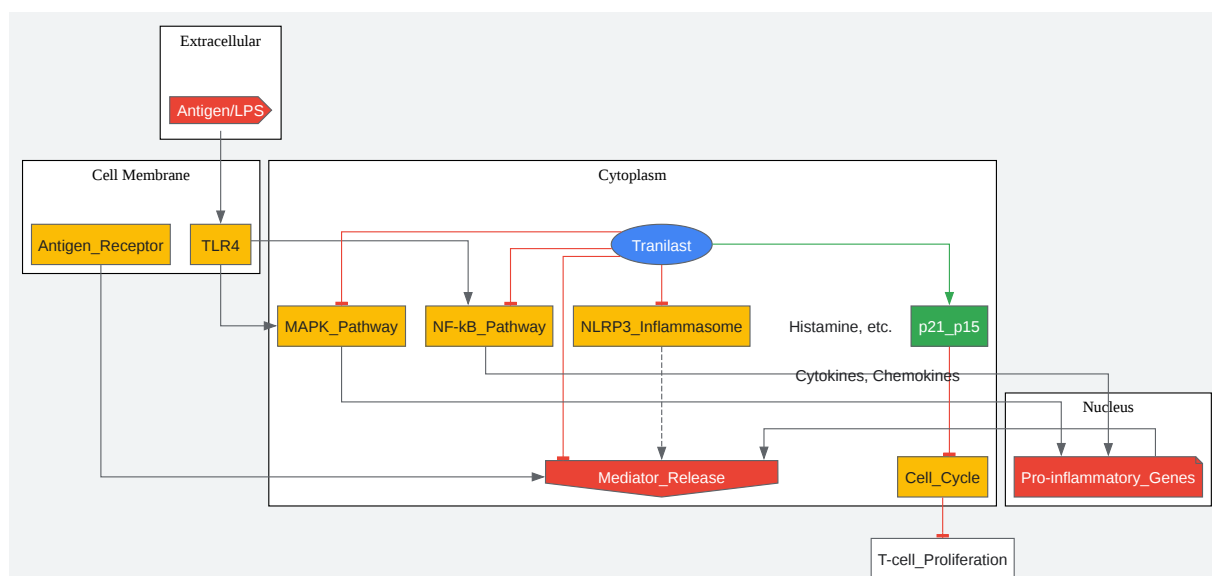 Extracellular
Antigen/LPS
Cell Membrane
Cytoplasm
Antigen_Receptor
TLR4
Tranilast
MAPK_Pathway
NF-kB_Pathway
NLRP3_Inflammasome
Histamine, etc.
p21_p15
Cytokines, Chemokines
Nucleus
Mediator_Release
Cell_Cycle
Pro-inflammatory_Genes
T-cell_Proliferation